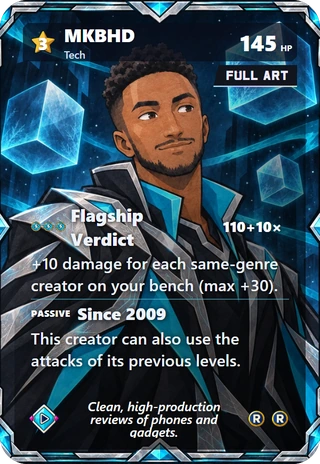 3
MKBHD
145 HP
Tech
FULL ART
Flagship
Verdict
110+10×
+10 damage for each same-genre
creator on your bench (max +30).
PASSIVE Since 2009
This creator can also use the
attacks of its previous levels.
Clean, high-production
reviews of phones and
gadgets.
R R